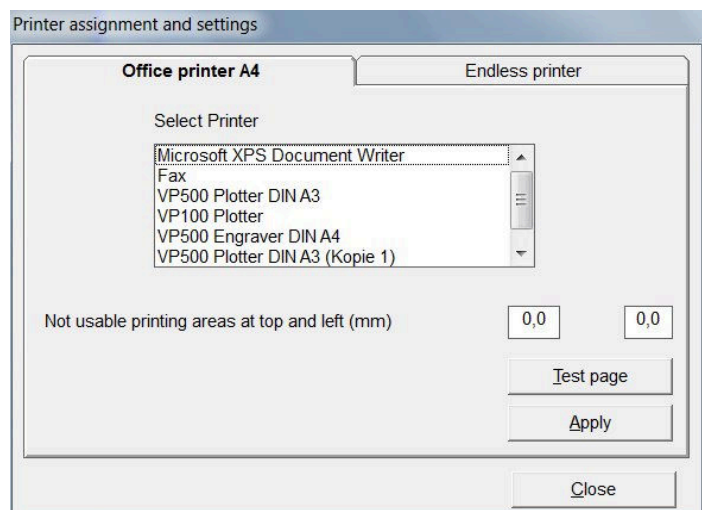 Printer assignment and settings
Office printer A4
Endless printer
Select Printer
Microsoft XPS Document Writer
Fax
VP500 Plotter DIN A3
VP100 Plotter
VP500 Engraver DIN A4
VP500 Plotter DIN A3 (Kopie 1)
Not usable printing areas at top and left (mm) 0,0 0,0
Test page
Apply
Close